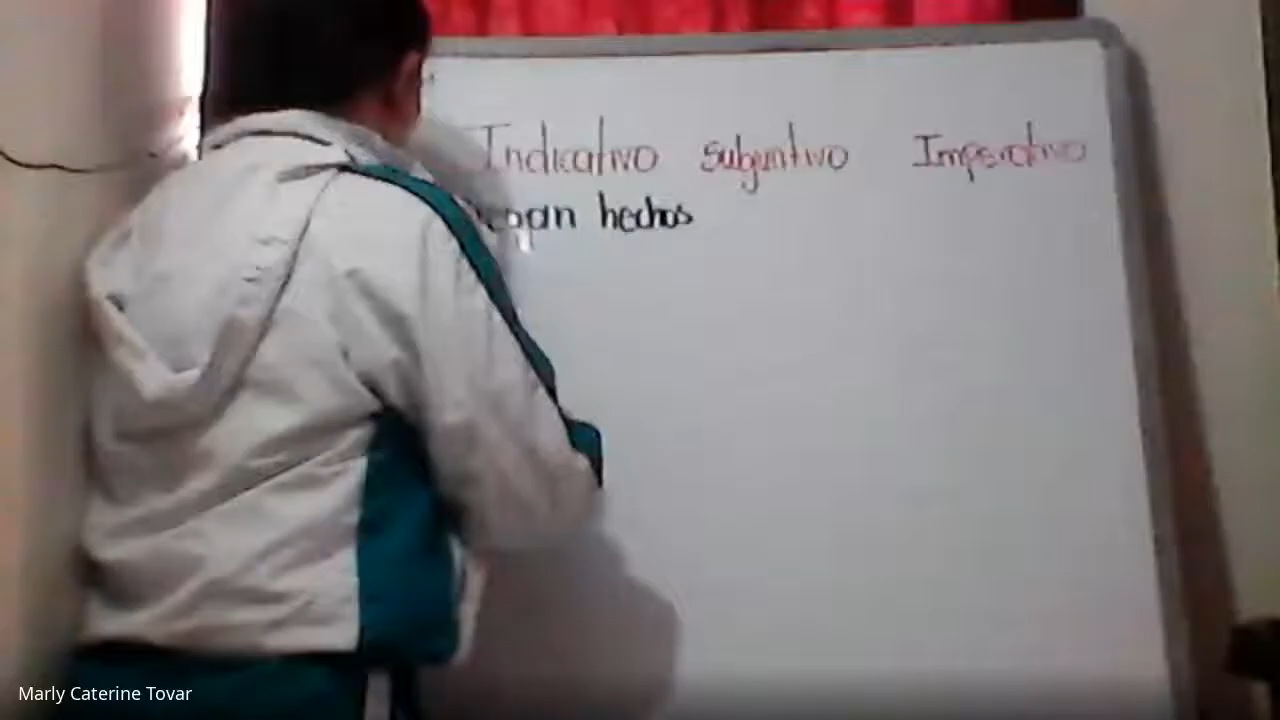 Indicativo Subjuntivo Imperativo
hechos
Marly Caterine Tovar